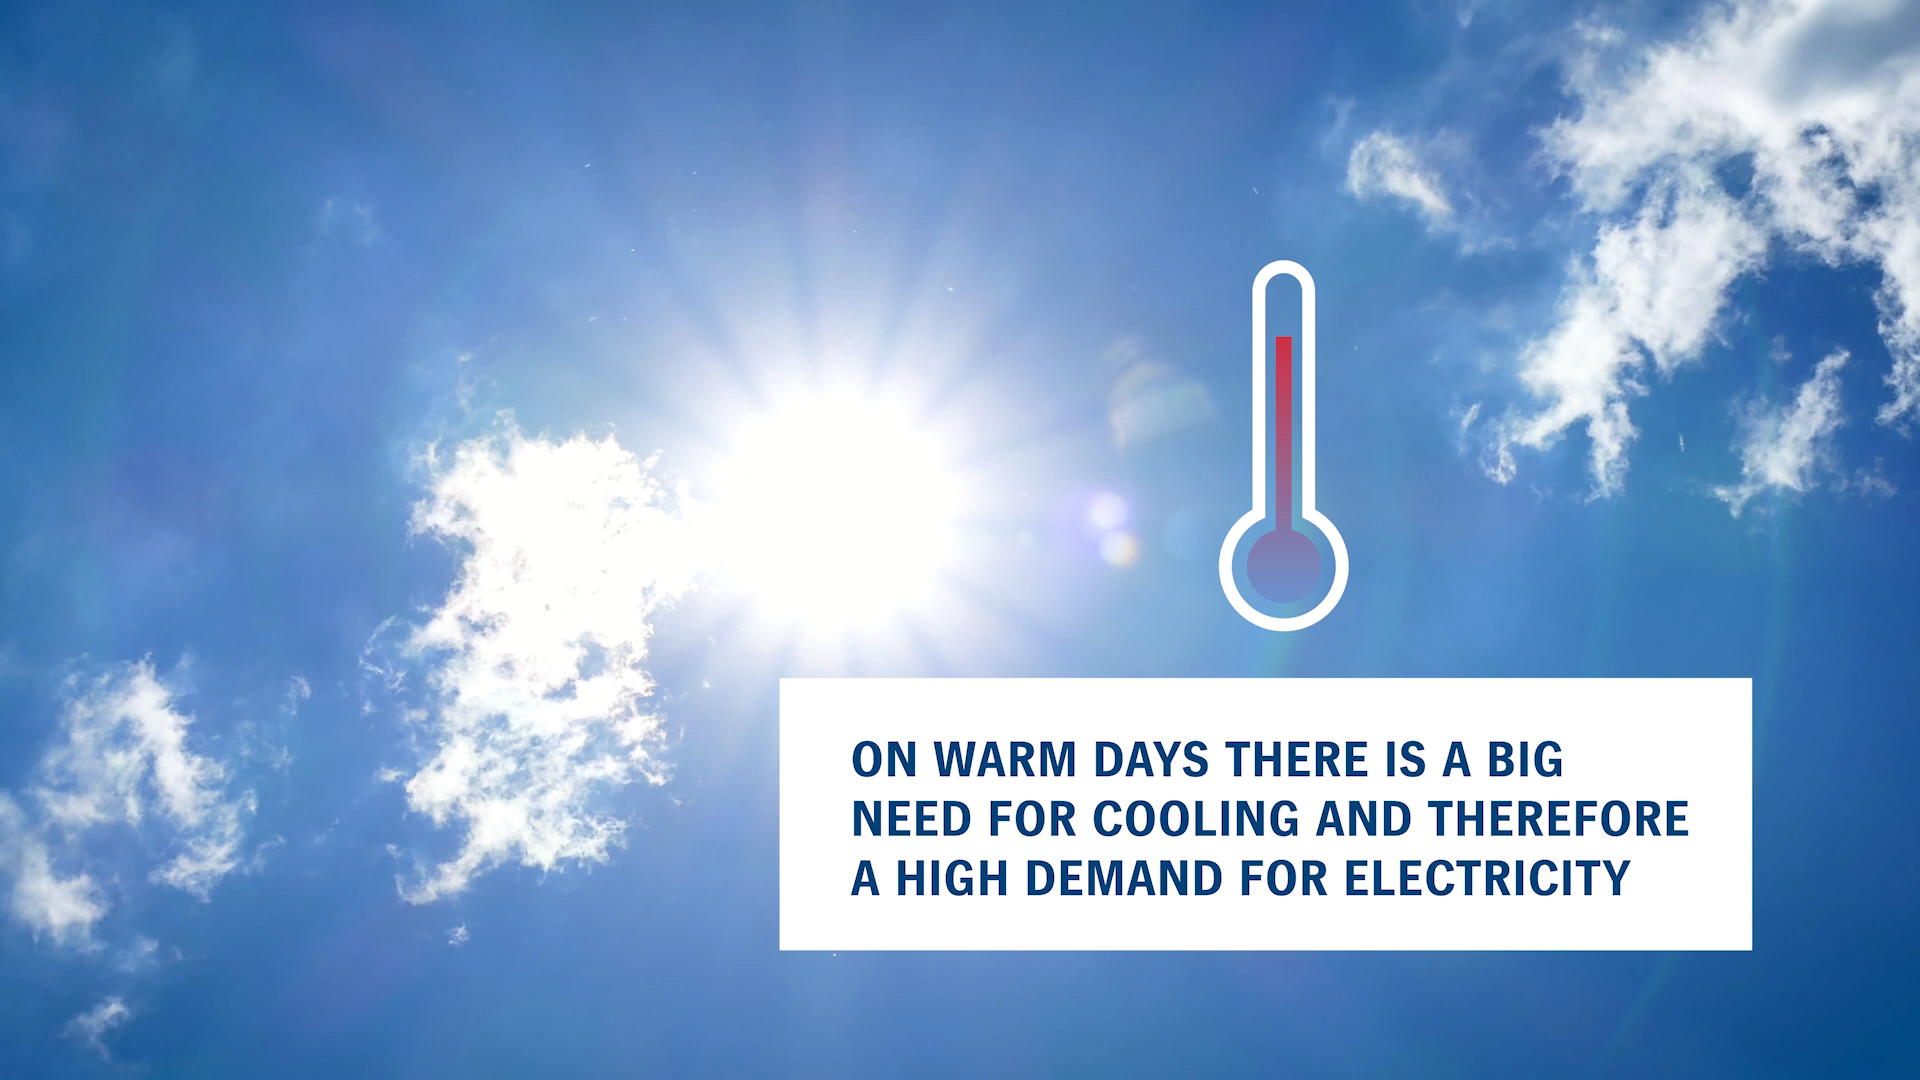 ON WARM DAYS THERE IS A BIG
NEED FOR COOLING AND THEREFORE
A HIGH DEMAND FOR ELECTRICITY